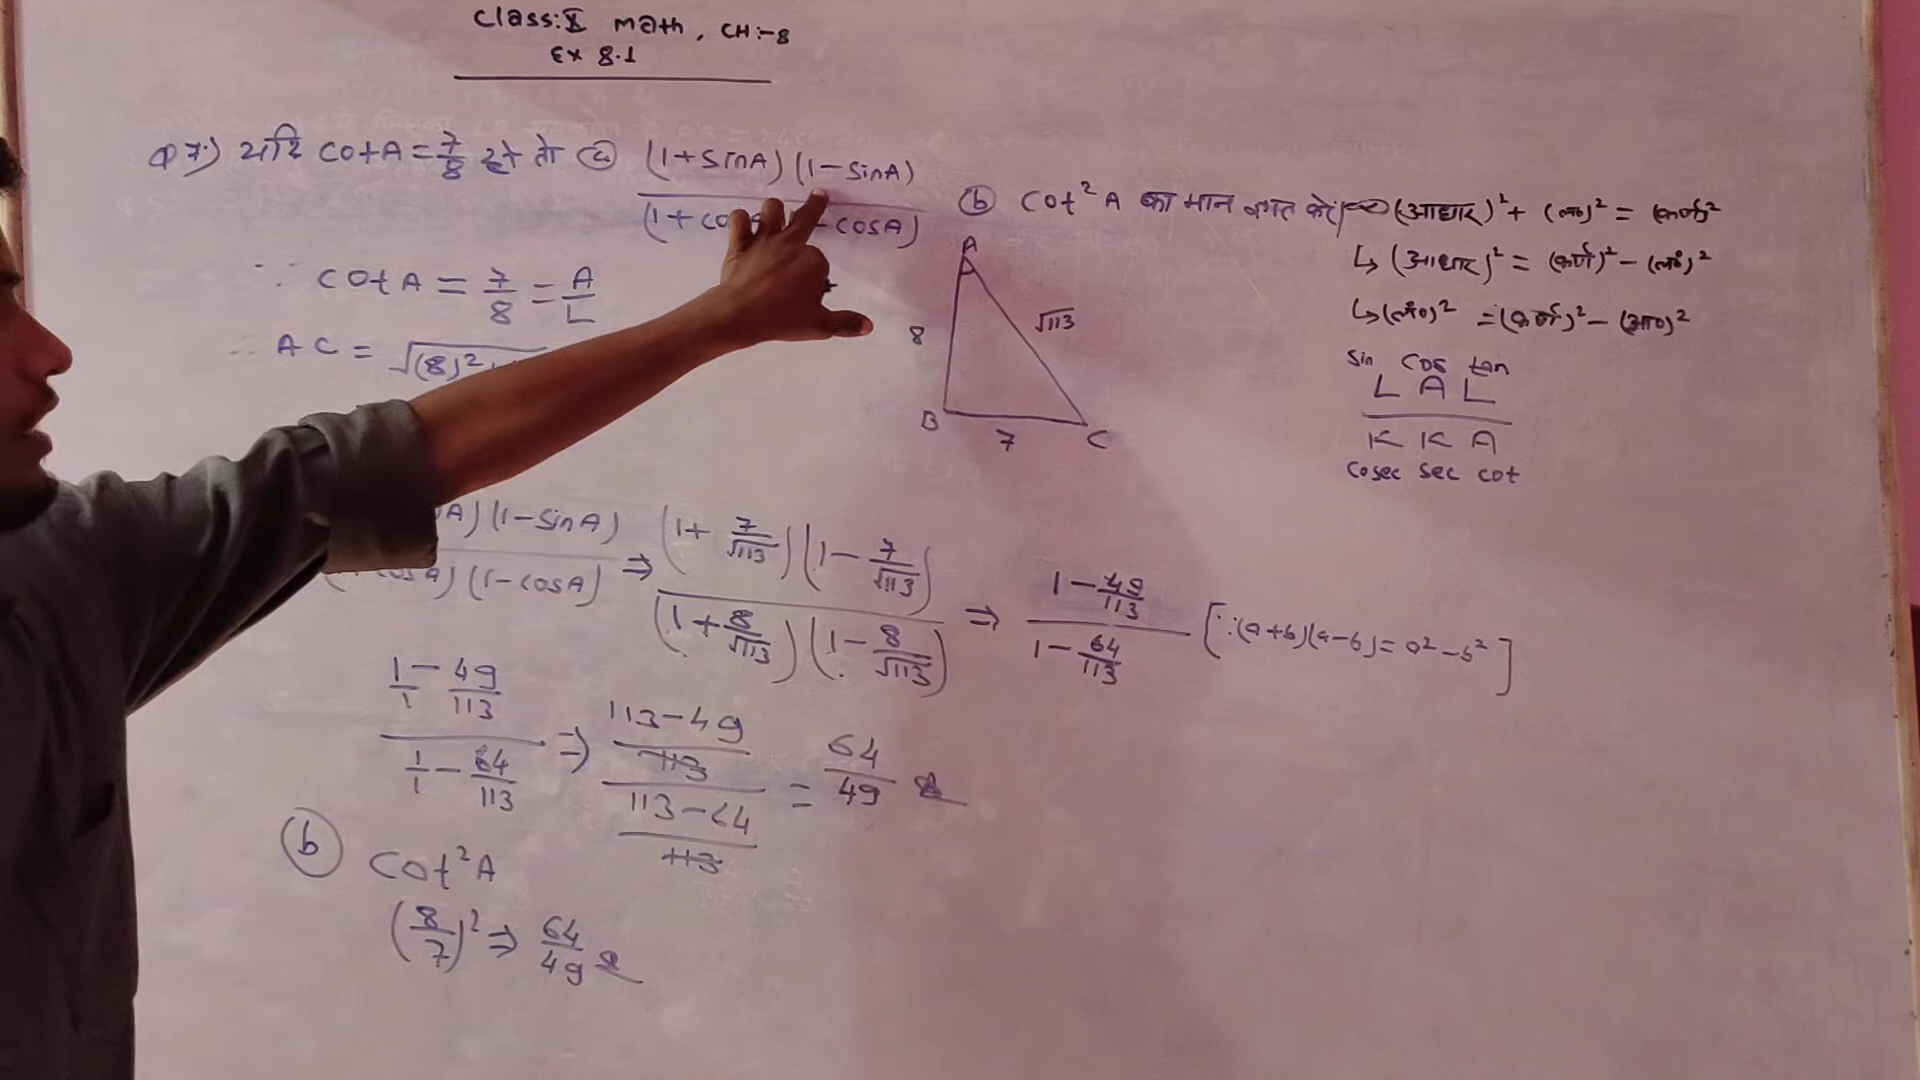 Class:X math, CH:-8
Ex 8.1
Q7.) यदि cotA = 7/8 हो तो (a) (1+sinA)(1-sinA) / (1+cosA)(1-cosA)
(b) cot²A का मान ज्ञात करें।
∵ cotA = 7/8 = A/L
∴ AC = √(8)²+
A
8
√113
B
7
C
(आधार)² + (लं०)² = (कर्ण)²
↳ (आधार)² = (कर्ण)² - (लं०)²
↳ (लं०)² = (कर्ण)² - (आ०)²
sin cos tan
L A L
K K A
cosec sec cot
A)(1-sinA) / cosA)(1-cosA) ⇒ (1+7/√113)(1-7/√113) / (1+8/√113)(1-8/√113) ⇒ 1-49/113 / 1-64/113 [∵(a+b)(a-b)=a²-b²]
1/1 - 49/113 / 1/1 - 64/113 ⇒ 113-49/113 / 113-64/113 = 64/49
(b) cot²A
(8/7)² ⇒ 64/49